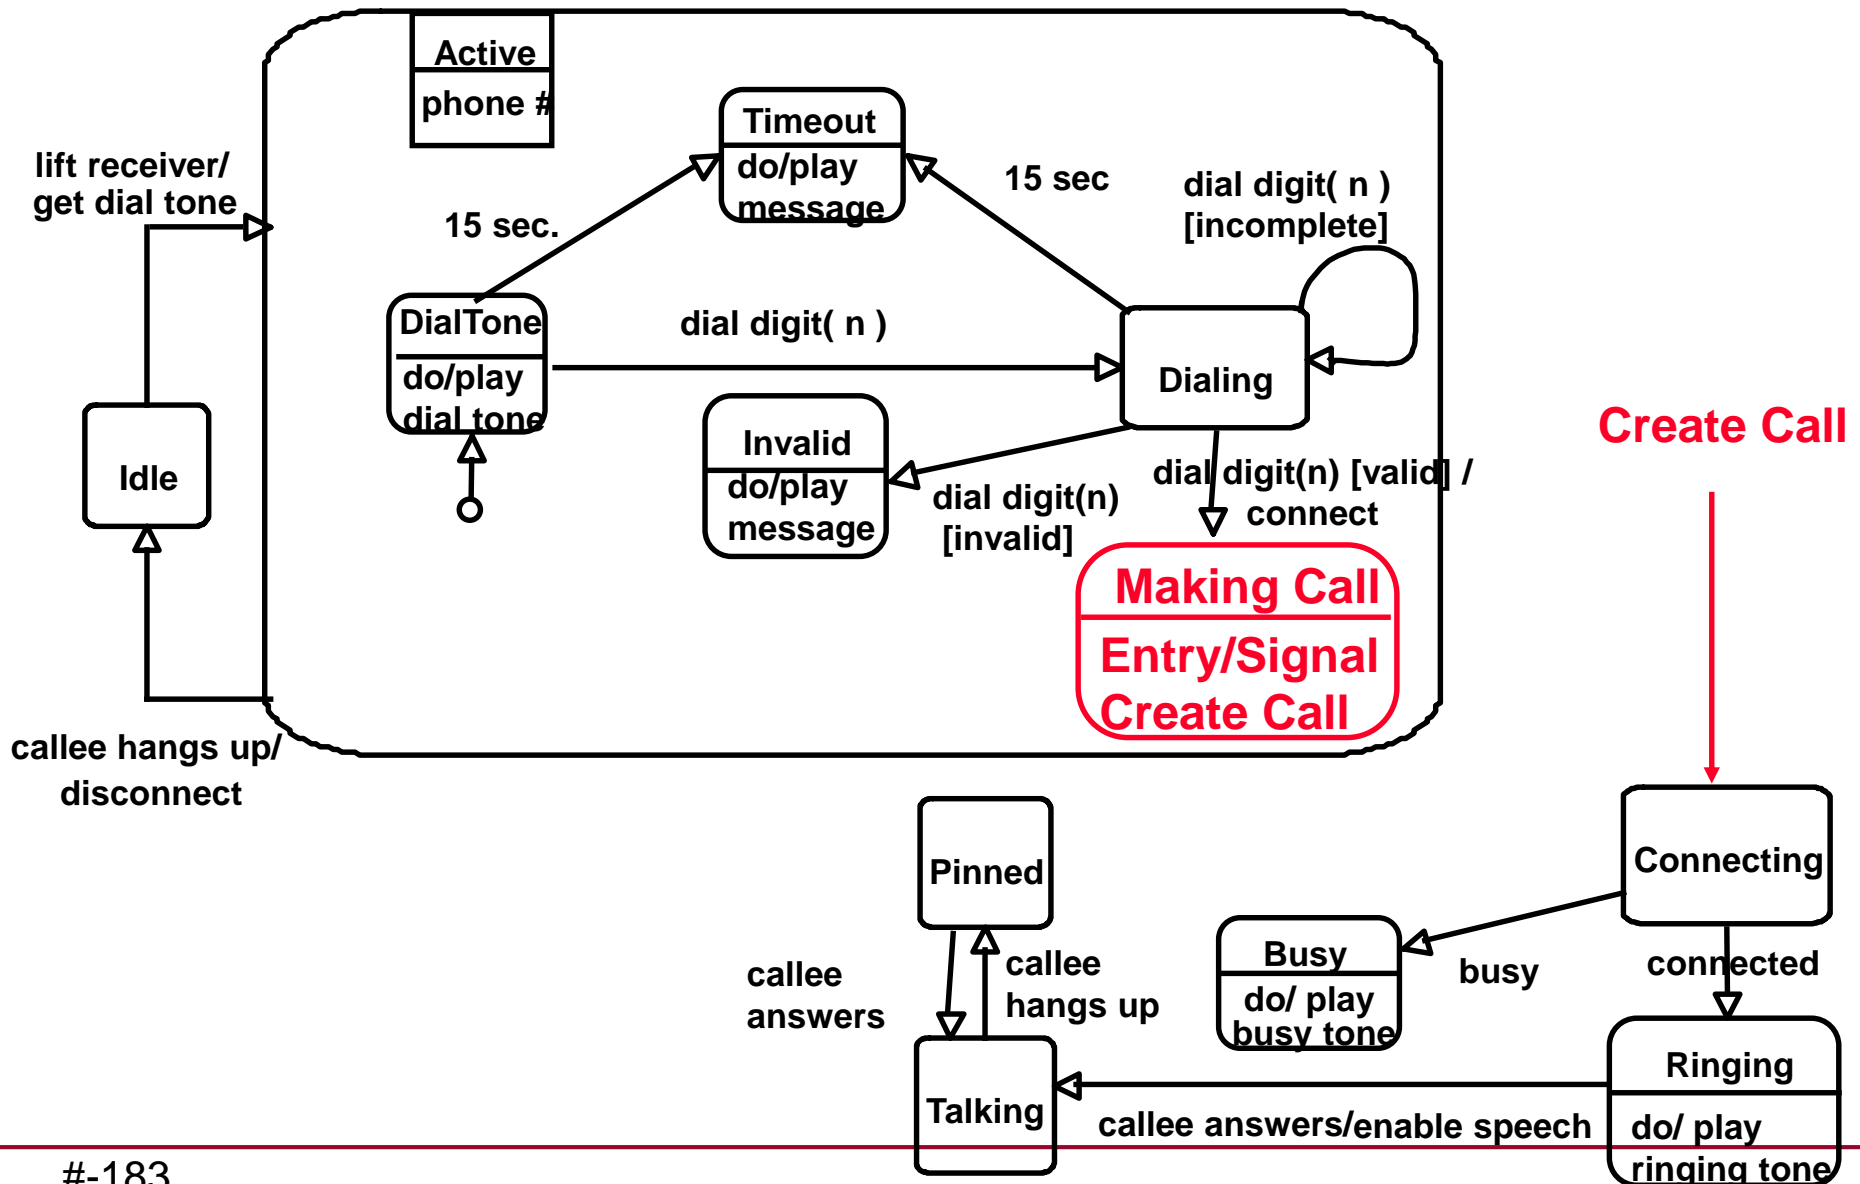 Active
phone #
Timeout
do/play
message
lift receiver/
get dial tone
15 sec.
15 sec
dial digit( n )
[incomplete]
DialTone
do/play
dial tone
dial digit( n )
Dialing
Idle
Invalid
do/play
message
dial digit(n)
[invalid]
dial digit(n) [valid] /
connect
Create Call
Making Call
Entry/Signal
Create Call
callee hangs up/
disconnect
Pinned
Connecting
callee
answers
callee
hangs up
Busy
do/ play
busy tone
busy
connected
Talking
callee answers/enable speech
Ringing
do/ play
ringing tone
#-183